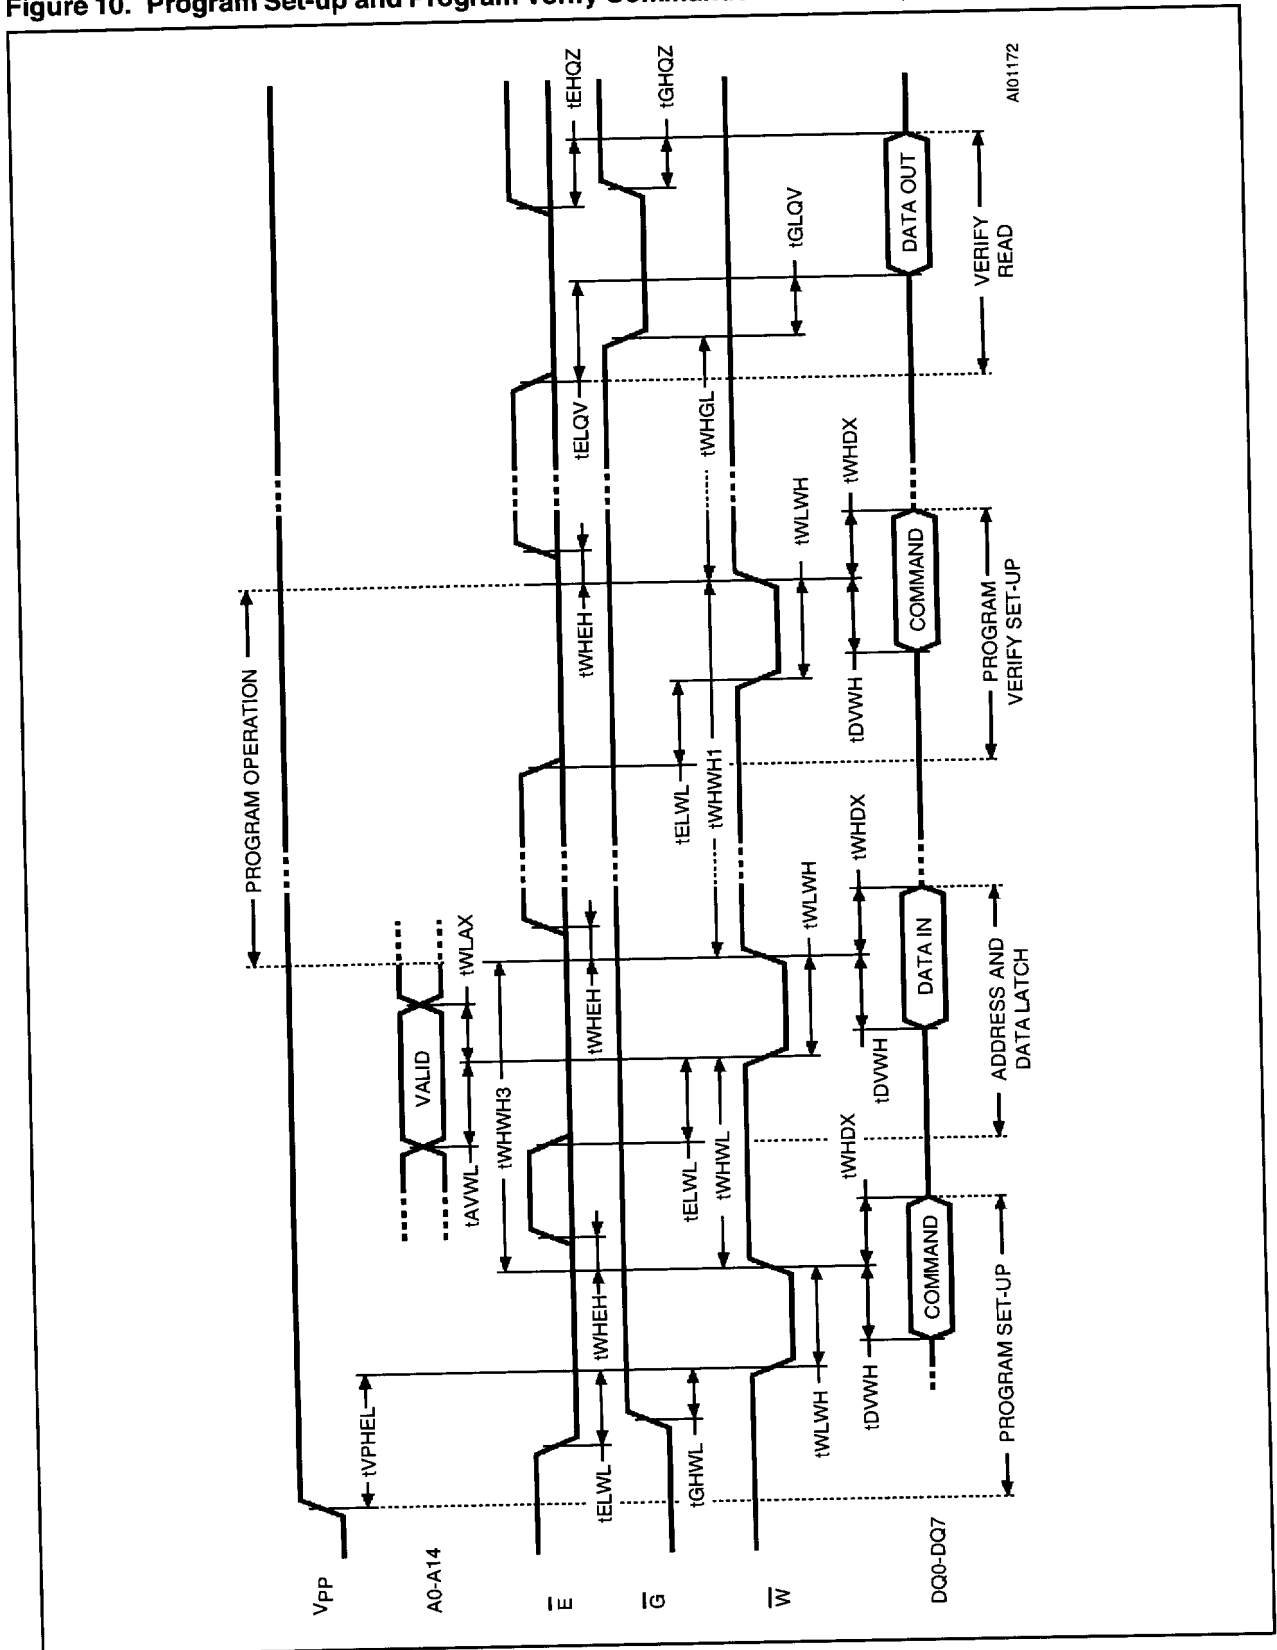 Figure 10. Program Set-up and Program Verify
VPP
A0-A14
E
G
W
DQ0-DQ7
PROGRAM OPERATION
tVPHEL
VALID
tAVWL
tWLAX
tWHWH3
tELWL
tWHEH
tWHEH
tWHEH
tELQV
tEHQZ
tGHWL
tELWL
tWHWL
tELWL
tWHWH1
tWHGL
tGHQZ
tGLQV
tWLWH
tWLWH
tWLWH
tDVWH
tWHDX
tDVWH
tWHDX
tDVWH
tWHDX
COMMAND
DATA IN
COMMAND
DATA OUT
PROGRAM SET-UP
ADDRESS AND
DATA LATCH
PROGRAM
VERIFY SET-UP
VERIFY
READ
AI01172